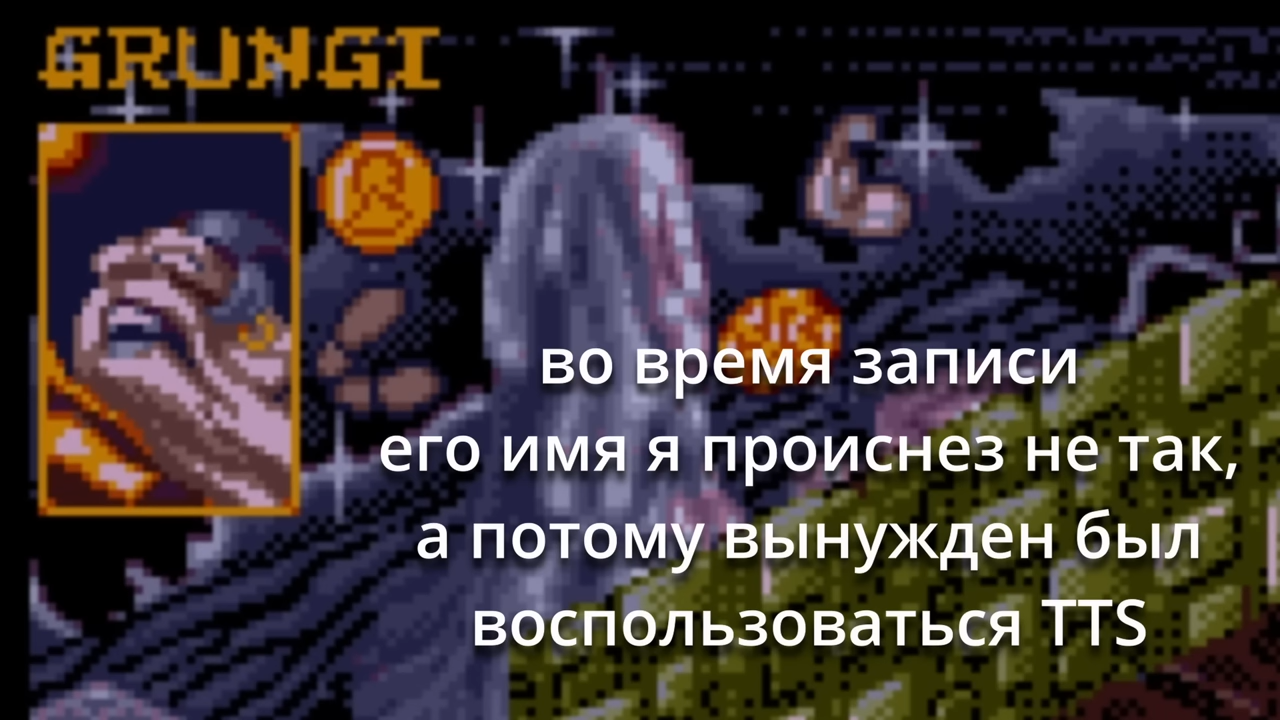 GRUNGI
во время записи
его имя я происнез не так,
а потому вынужден был
воспользоваться TTS